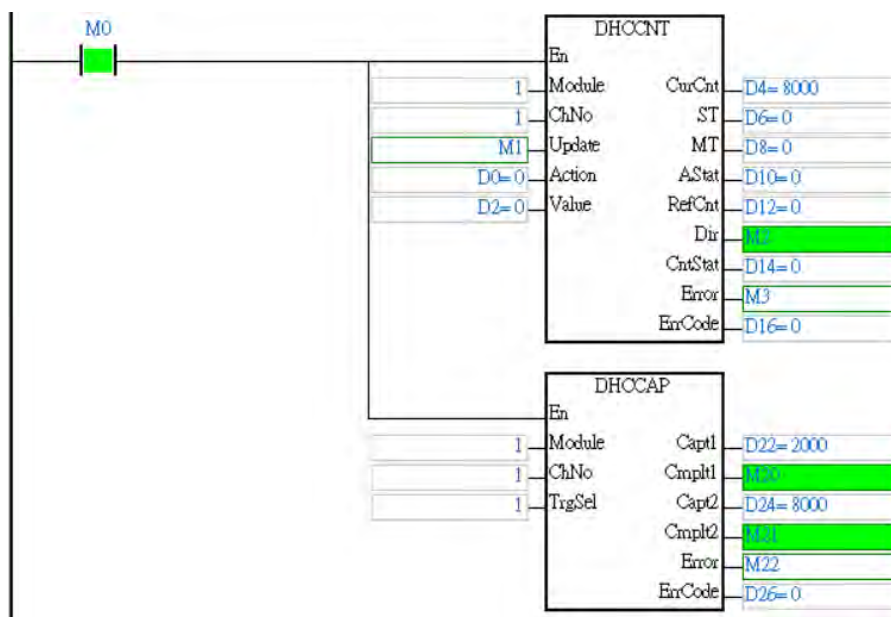 M0
DHCCNT
En
1 Module CurCnt D4= 8000
1 ChNo ST D6= 0
M1 Update MT D8= 0
D0= 0 Action AStat D10= 0
D2= 0 Value RefCnt D12= 0
Dir M2
CntStat D14= 0
Error M3
ErrCode D16= 0
DHCCAP
En
1 Module Capt1 D22= 2000
1 ChNo Cmplt1 M20
1 TrgSel Capt2 D24= 8000
Cmplt2 M21
Error M22
ErrCode D26= 0